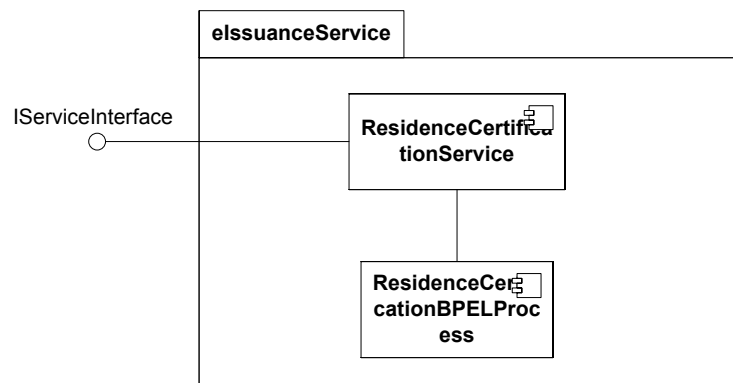 eIssuanceService
IServiceInterface
ResidenceCertifica
tionService
ResidenceCer
cationBPELProc
ess